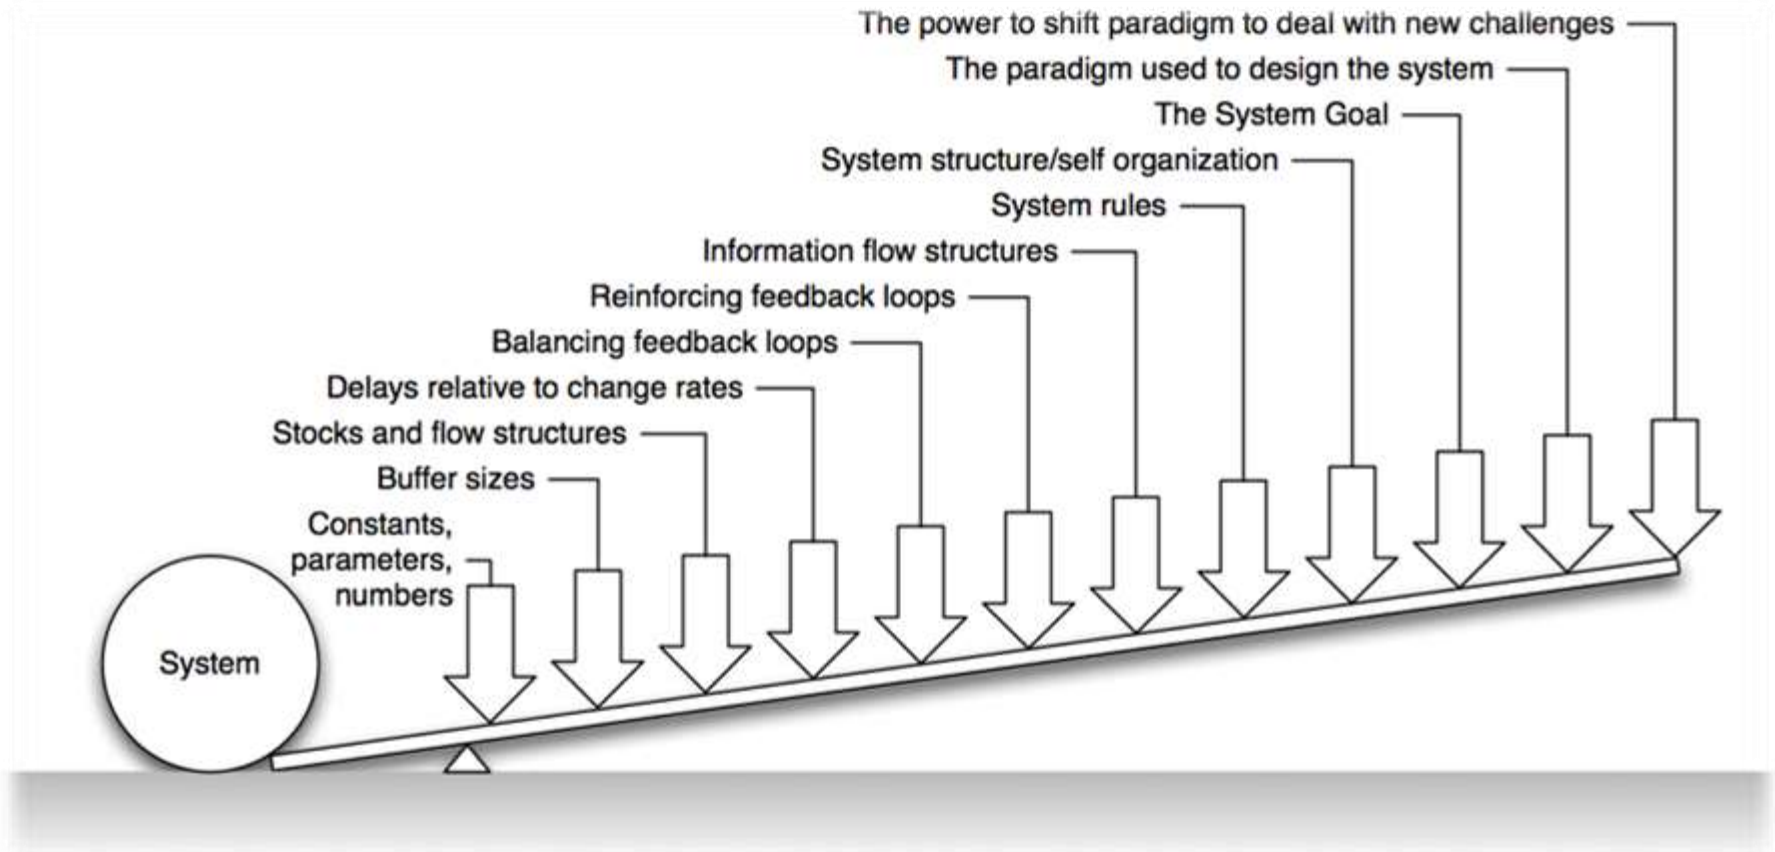 The power to shift paradigm to deal with new challenges
The paradigm used to design the system
The System Goal
System structure/self organization
System rules
Information flow structures
Reinforcing feedback loops
Balancing feedback loops
Delays relative to change rates
Stocks and flow structures
Buffer sizes
Constants,
parameters,
numbers
System